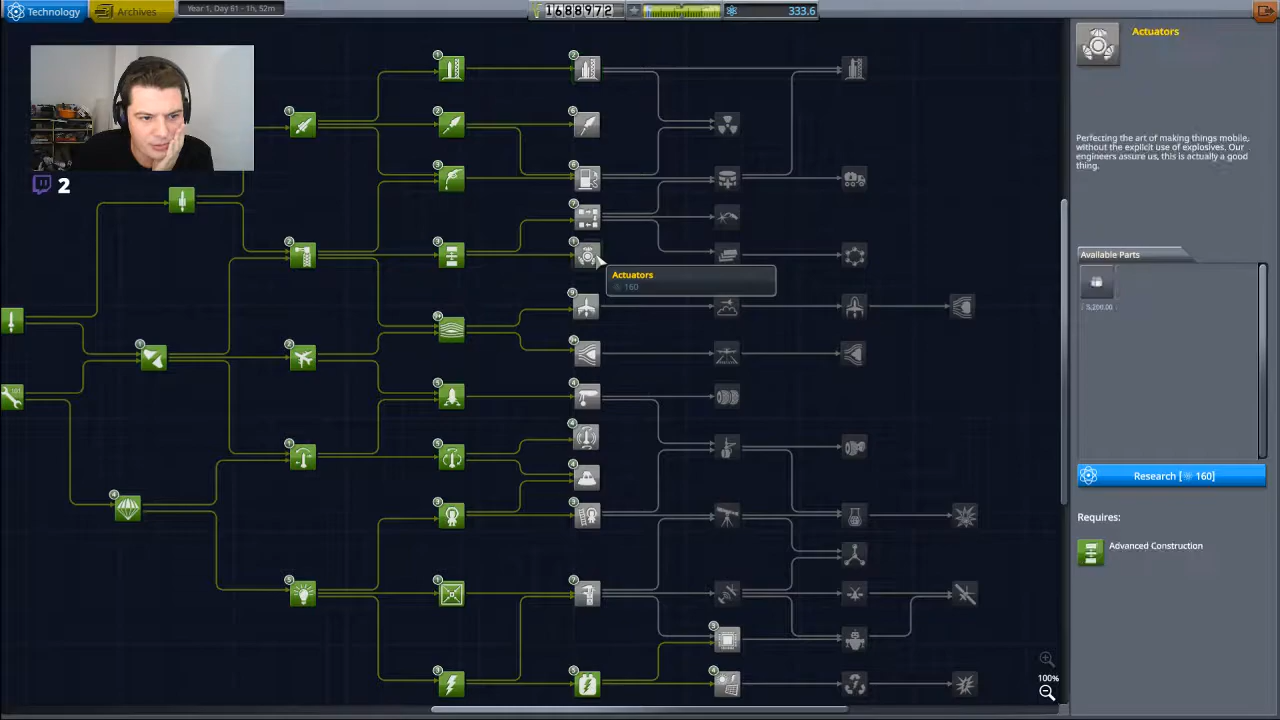 Technology
Archives
Year 1, Day 61 - 1h, 52m
1688972
333.6
Actuators
Perfecting the art of making things mobile,
without the explicit use of explosives. Our
engineers assure us, this is actually a good
thing.
2
Available Parts
Actuators
160
Research [ 160]
Requires:
Advanced Construction
100%